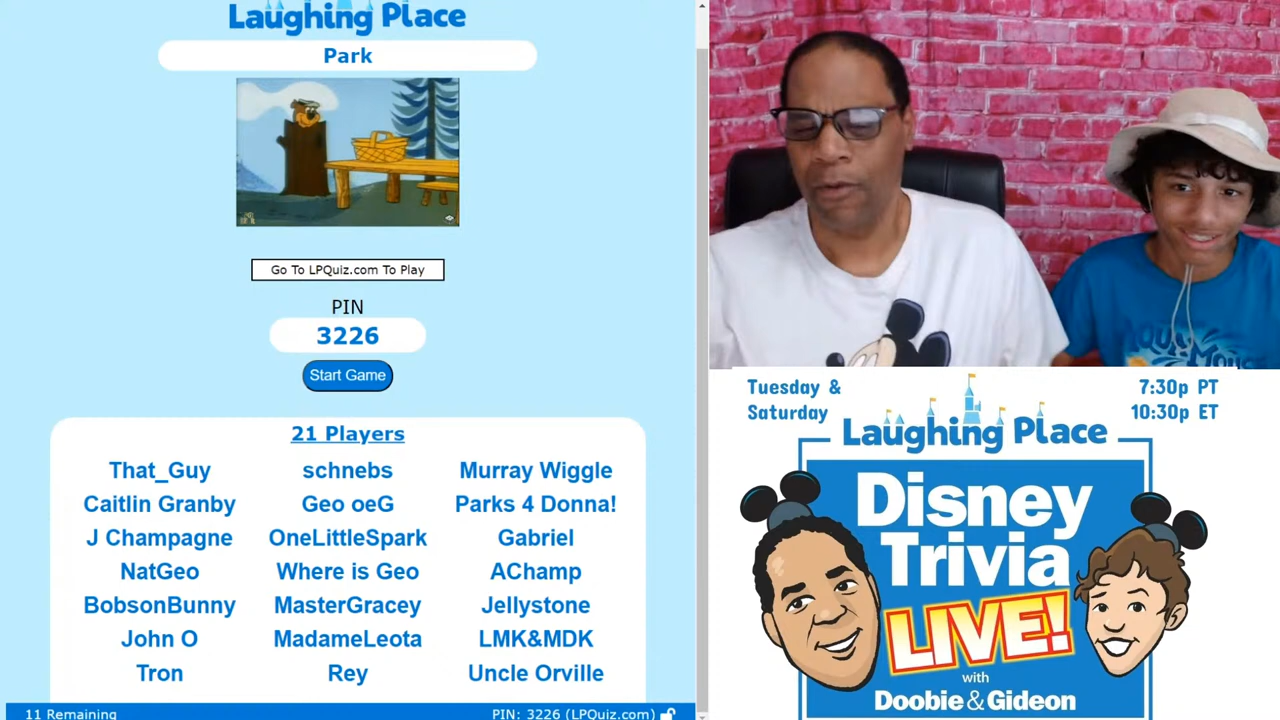 Laughing Place
Park
Go To LPQuiz.com To Play
PIN
3226
Start Game
21 Players
That_Guy schnebs Murray Wiggle
Caitlin Granby Geo oeG Parks 4 Donna!
J Champagne OneLittleSpark Gabriel
NatGeo Where is Geo AChamp
BobsonBunny MasterGracey Jellystone
John O MadameLeota LMK&MDK
Tron Rey Uncle Orville
11 Remaining PIN: 3226 (LPQuiz.com)
Tuesday & 7:30p PT
Saturday 10:30p ET
Laughing Place
Disney
Trivia
LIVE!
with
Doobie & Gideon